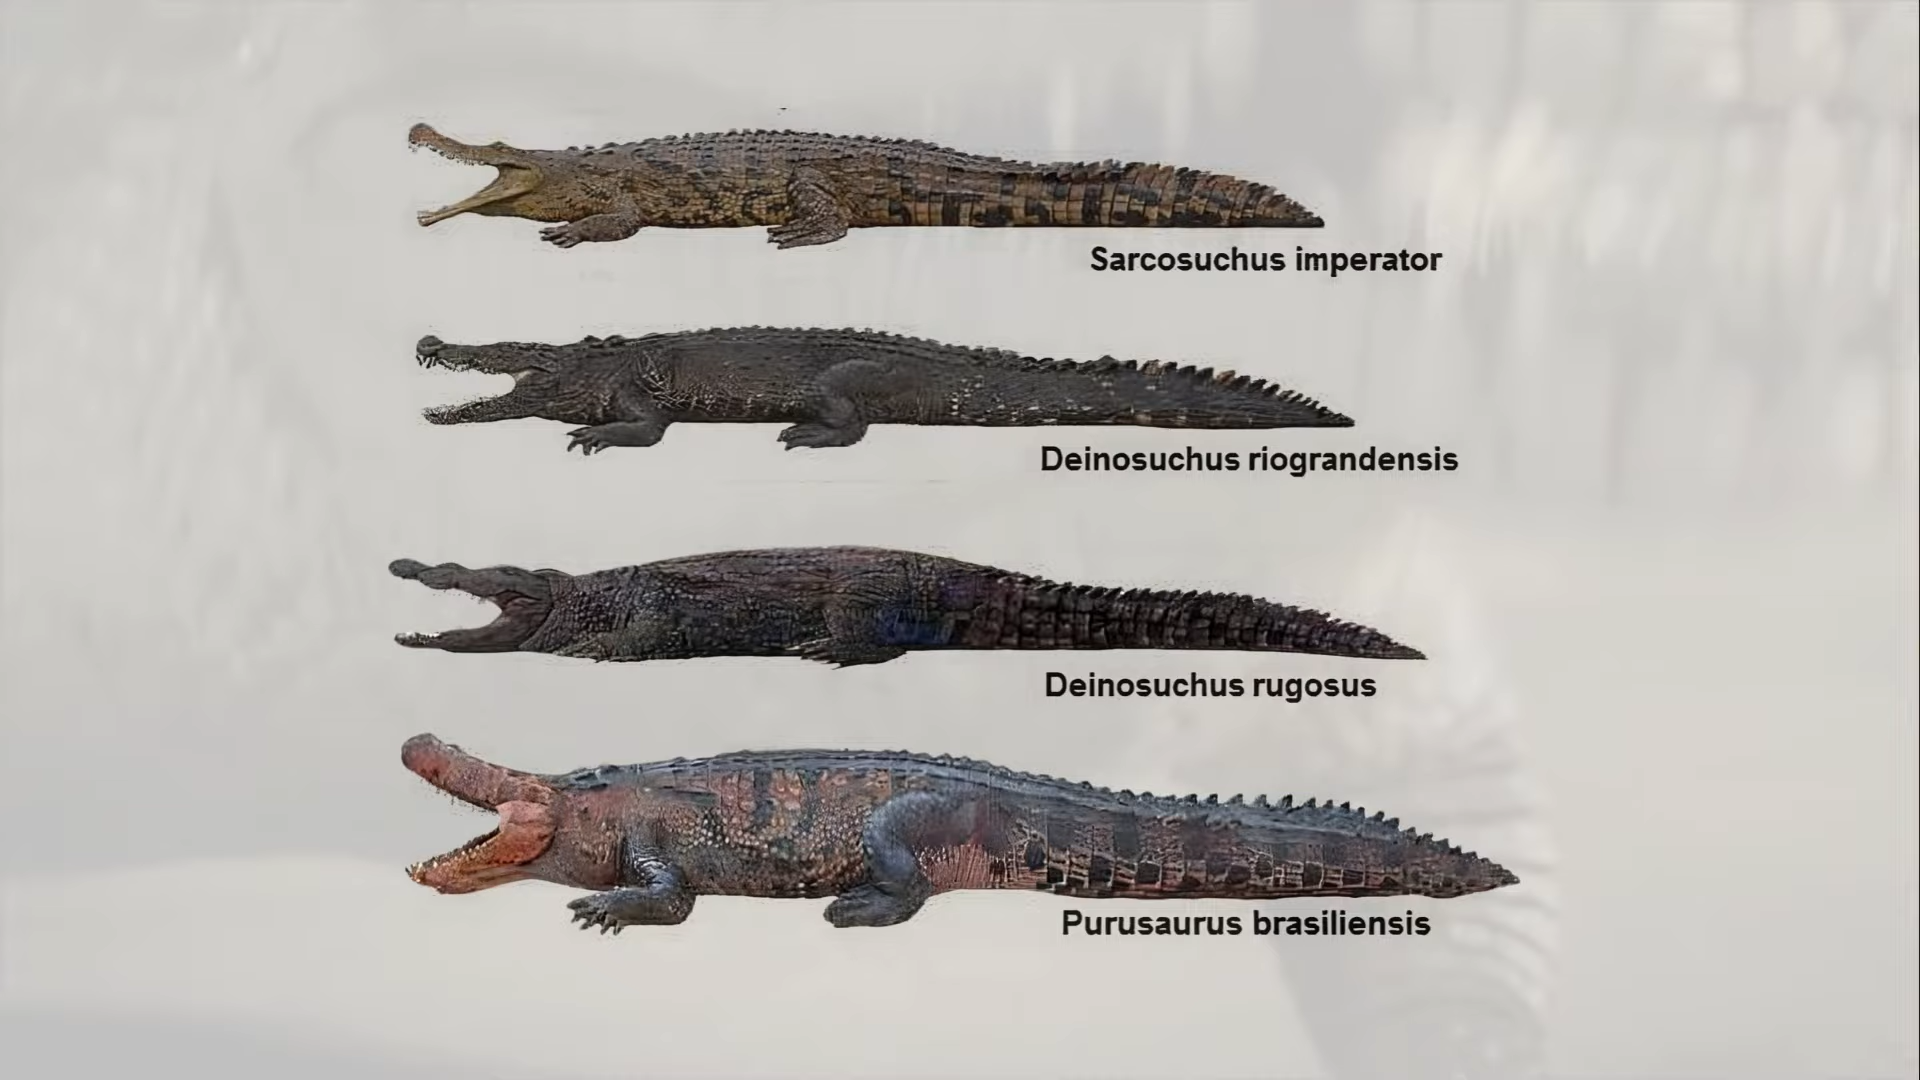 Sarcosuchus imperator
Deinosuchus riograndensis
Deinosuchus rugosus
Purusaurus brasiliensis